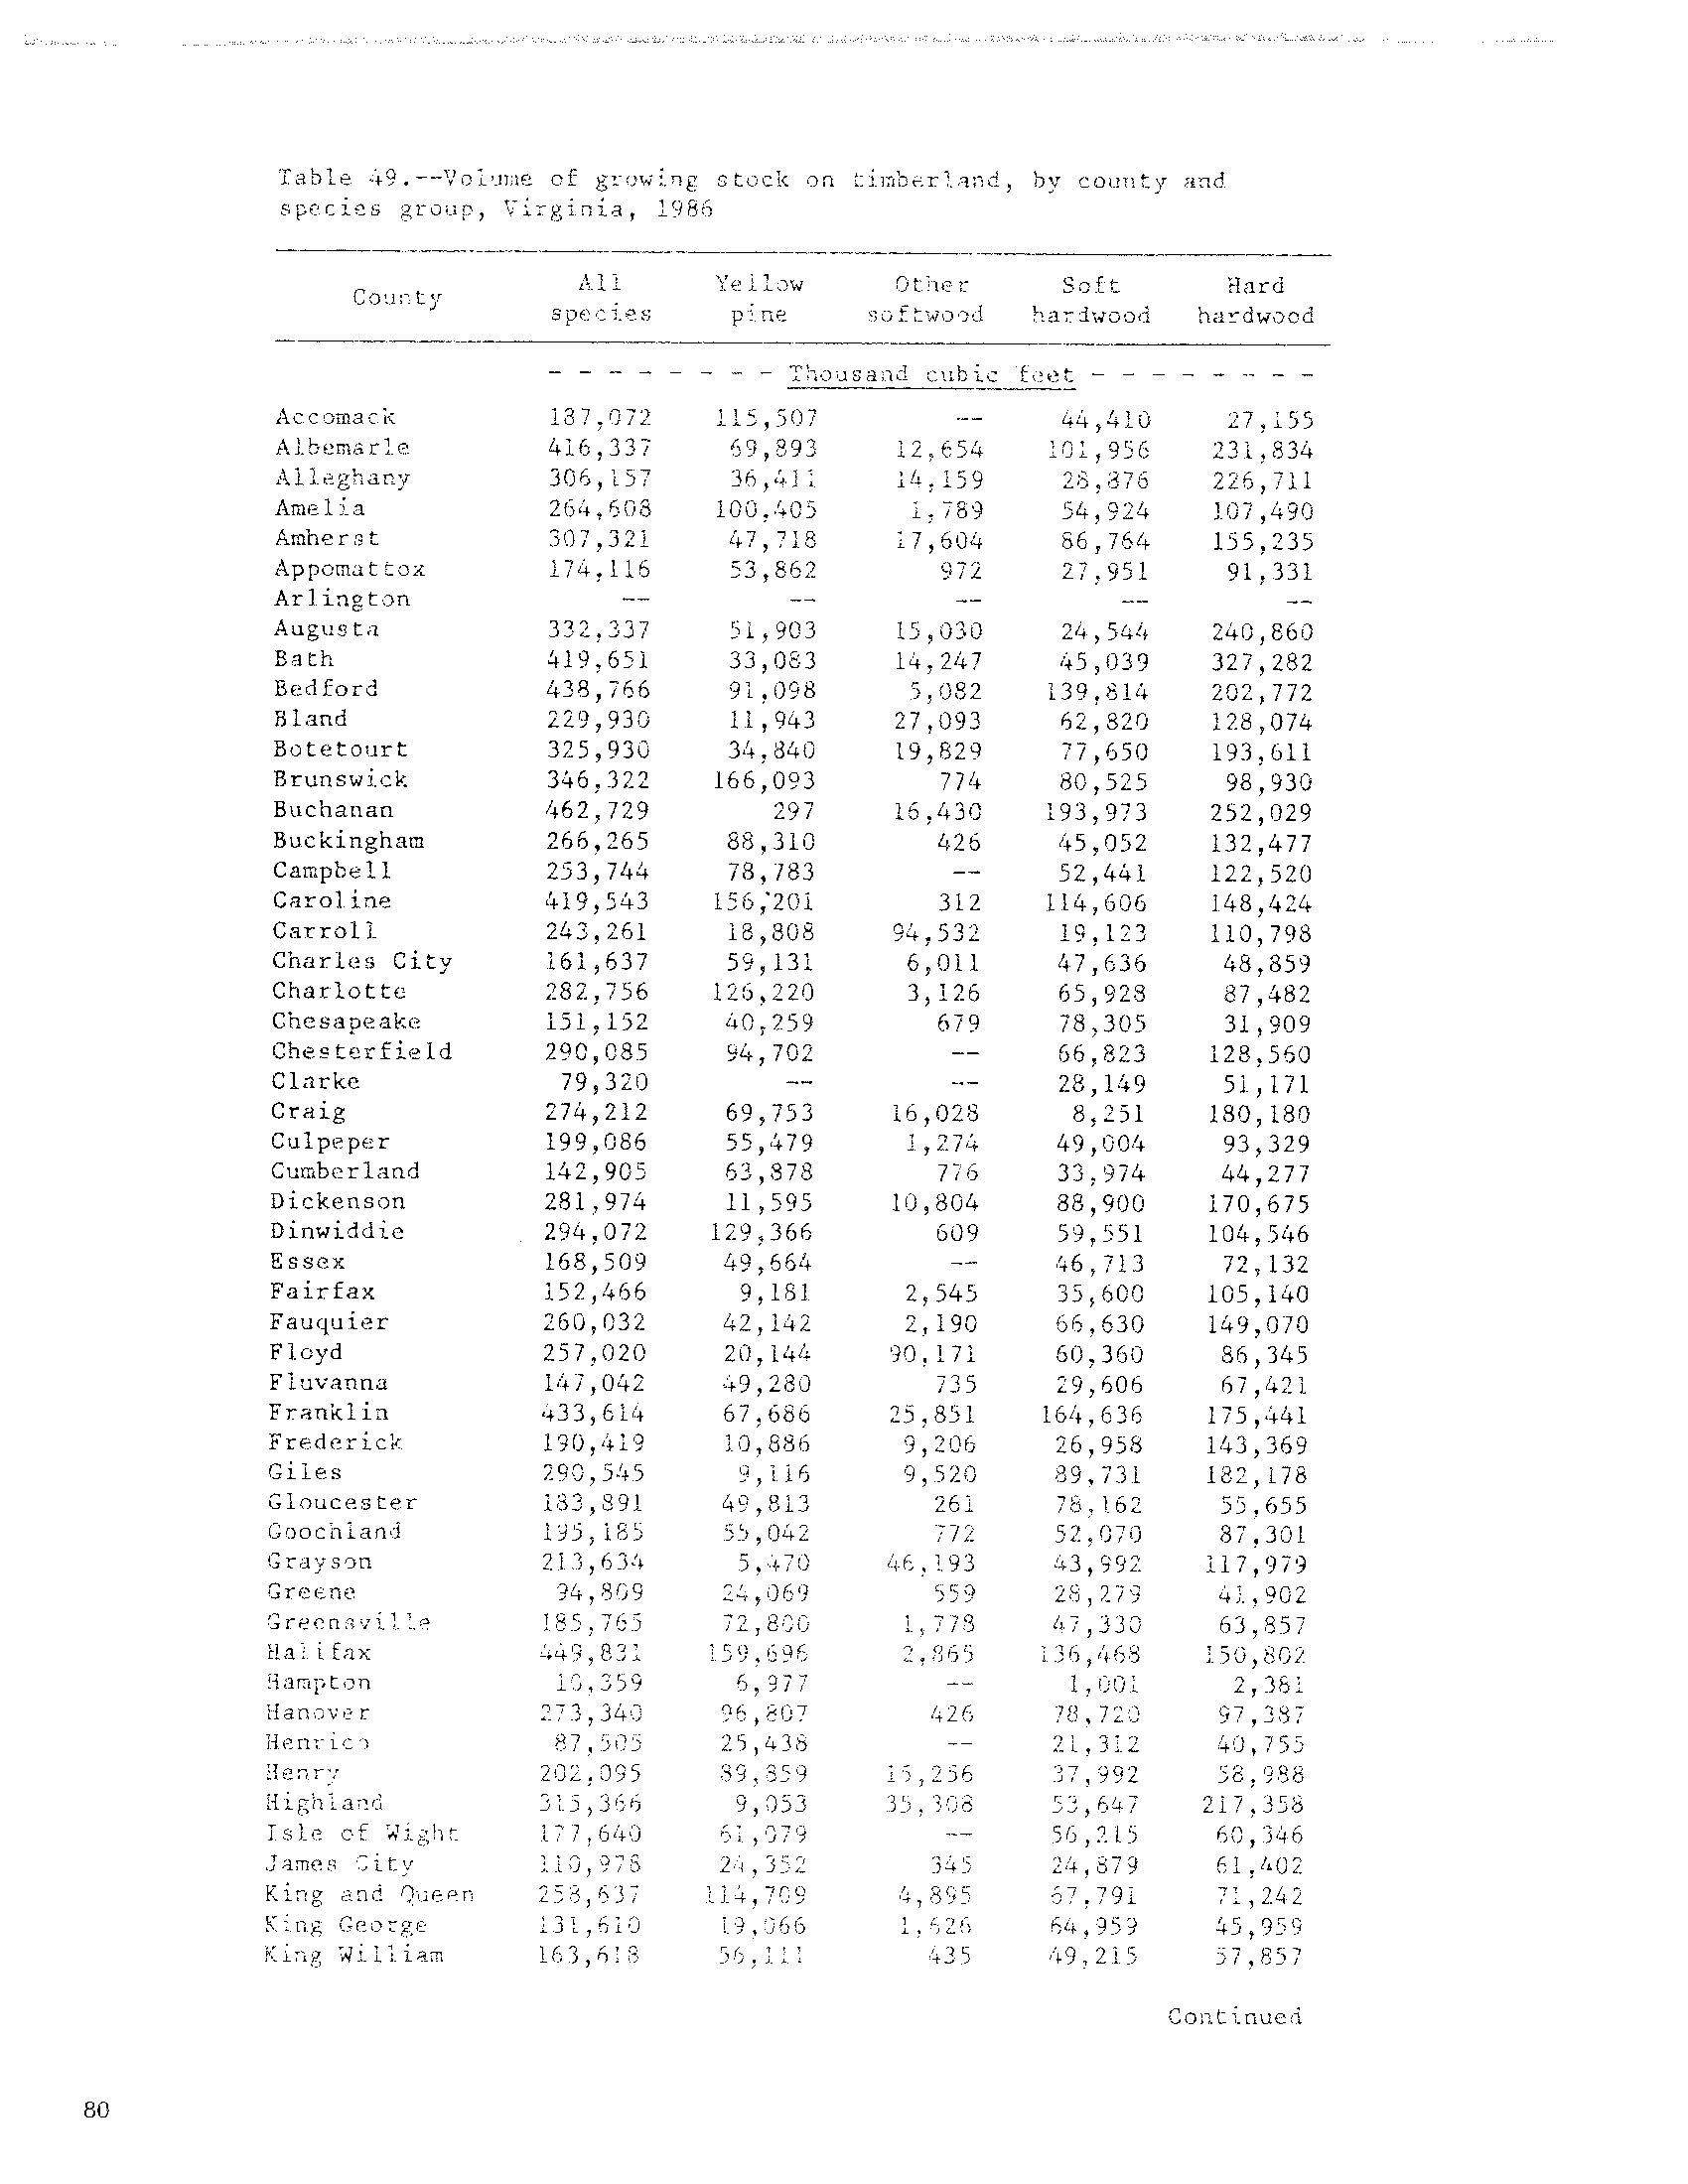 Table 49.--Volume of growing stock on timberland, by county and
species group, Virginia, 1986
County All species Yellow pine Other softwood Soft hardwood Hard hardwood
- - - - - - - - Thousand cubic feet - - - - - - - -
Accomack 187,072 115,507 -- 44,410 27,155
Albemarle 416,337 69,893 12,654 101,956 231,834
Alleghany 306,157 36,411 14,159 28,876 226,711
Amelia 264,608 100,405 1,789 54,924 107,490
Amherst 307,321 47,718 17,604 86,764 155,235
Appomattox 174,116 53,862 972 27,951 91,331
Arlington -- -- -- -- --
Augusta 332,337 51,903 15,030 24,544 240,860
Bath 419,651 33,083 14,247 45,039 327,282
Bedford 438,766 91,098 5,082 139,814 202,772
Bland 229,930 11,943 27,093 62,820 128,074
Botetourt 325,930 34,840 19,829 77,650 193,611
Brunswick 346,322 166,093 774 80,525 98,930
Buchanan 462,729 297 16,430 193,973 252,029
Buckingham 266,265 88,310 426 45,052 132,477
Campbell 253,744 78,783 -- 52,441 122,520
Caroline 419,543 156,201 312 114,606 148,424
Carroll 243,261 18,808 94,532 19,123 110,798
Charles City 161,637 59,131 6,011 47,636 48,859
Charlotte 282,756 126,220 3,126 65,928 87,482
Chesapeake 151,152 40,259 679 78,305 31,909
Chesterfield 290,085 94,702 -- 66,823 128,560
Clarke 79,320 -- -- 28,149 51,171
Craig 274,212 69,753 16,028 8,251 180,180
Culpeper 199,086 55,479 1,274 49,004 93,329
Cumberland 142,905 63,878 776 33,974 44,277
Dickenson 281,974 11,595 10,804 88,900 170,675
Dinwiddie 294,072 129,366 609 59,551 104,546
Essex 168,509 49,664 -- 46,713 72,132
Fairfax 152,466 9,181 2,545 35,600 105,140
Fauquier 260,032 42,142 2,190 66,630 149,070
Floyd 257,020 20,144 90,171 60,360 86,345
Fluvanna 147,042 49,280 735 29,606 67,421
Franklin 433,614 67,686 25,851 164,636 175,441
Frederick 190,419 10,886 9,206 26,958 143,369
Giles 290,545 9,116 9,520 89,731 182,178
Gloucester 183,891 49,813 261 78,162 55,655
Goochland 195,185 55,042 772 52,070 87,301
Grayson 213,634 5,470 46,193 43,992 117,979
Greene 94,809 24,069 559 28,279 41,902
Greensville 185,765 72,800 1,778 47,330 63,857
Halifax 449,831 159,696 2,865 136,468 150,802
Hampton 10,359 6,977 -- 1,001 2,381
Hanover 273,340 96,807 426 78,720 97,387
Henrico 87,505 25,438 -- 21,312 40,755
Henry 202,095 89,859 15,256 37,992 58,988
Highland 315,366 9,053 35,308 53,647 217,358
Isle of Wight 177,640 61,079 -- 56,215 60,346
James City 110,978 24,352 345 24,879 61,402
King and Queen 258,637 114,709 4,895 67,791 71,242
King George 131,610 19,066 1,626 64,959 45,959
King William 163,618 56,111 435 49,215 57,857
Continued
80